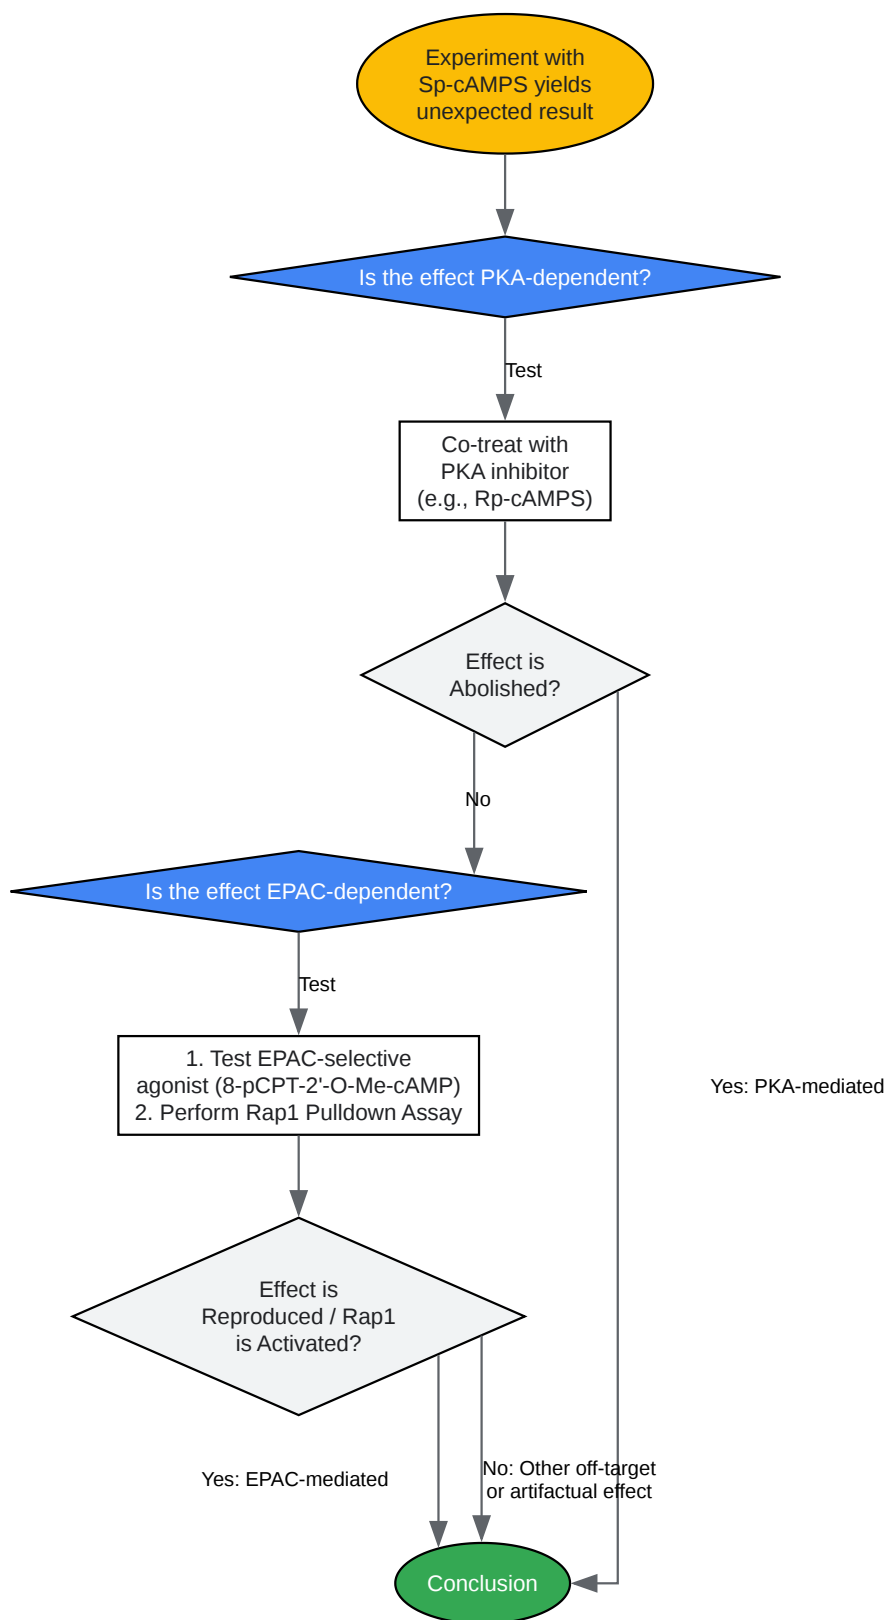 Experiment with
Sp-cAMPS yields
unexpected result
Is the effect PKA-dependent?
Test
Co-treat with
PKA inhibitor
(e.g., Rp-cAMPS)
Effect is
Abolished?
No
Is the effect EPAC-dependent?
Test
1. Test EPAC-selective
agonist (8-pCPT-2'-O-Me-cAMP)
2. Perform Rap1 Pulldown Assay
Yes: PKA-mediated
Effect is
Reproduced / Rap1
is Activated?
Yes: EPAC-mediated
No: Other off-target
or artifactual effect
Conclusion